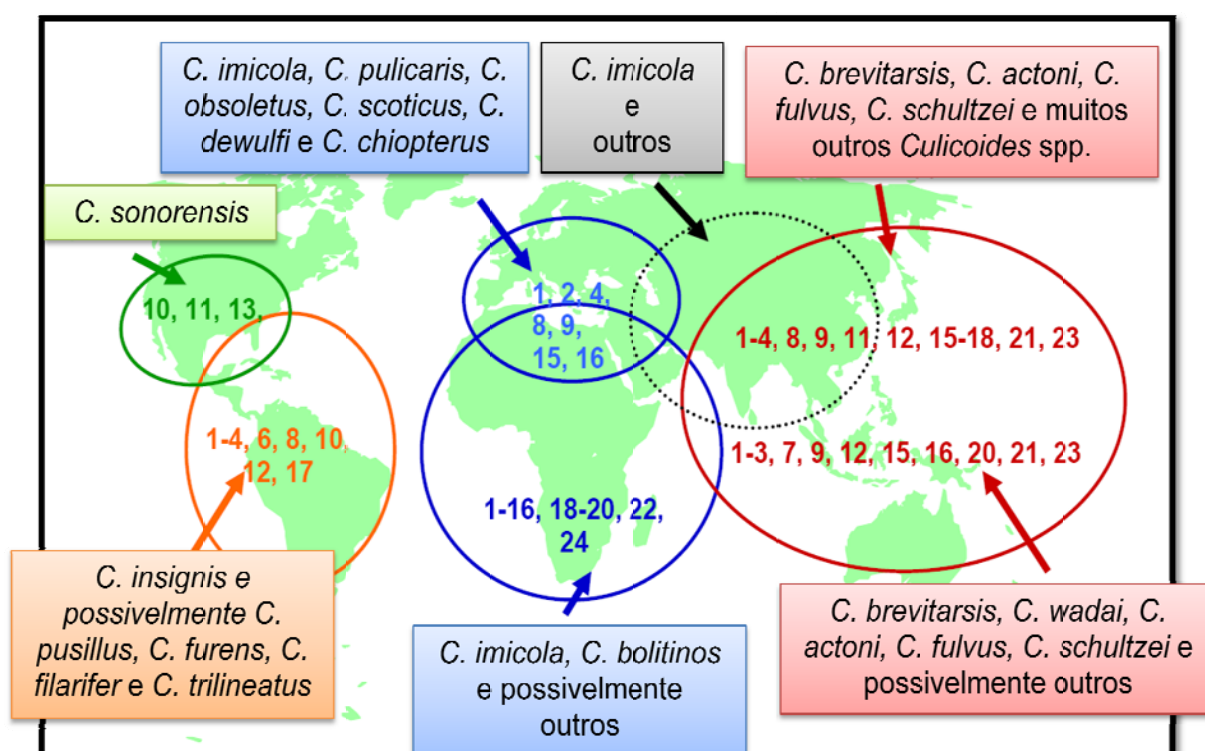 C. imicola, C. pulicaris, C.
obsoletus, C. scoticus, C.
dewulfi e C. chiopterus
C. imicola
e
outros
C. brevitarsis, C. actoni, C.
fulvus, C. schultzei e muitos
outros Culicoides spp.
C. sonorensis
10, 11, 13,
1, 2, 4,
8, 9,
15, 16
1-4, 8, 9, 11, 12, 15-18, 21, 23
1-4, 6, 8, 10,
12, 17
1-3, 7, 9, 12, 15, 16, 20, 21, 23
1-16, 18-20, 22,
24
C. insignis e
possivelmente C.
pusillus, C. furens, C.
filarifer e C. trilineatus
C. imicola, C. bolitinos
e possivelmente
outros
C. brevitarsis, C. wadai, C.
actoni, C. fulvus, C. schultzei e
possivelmente outros